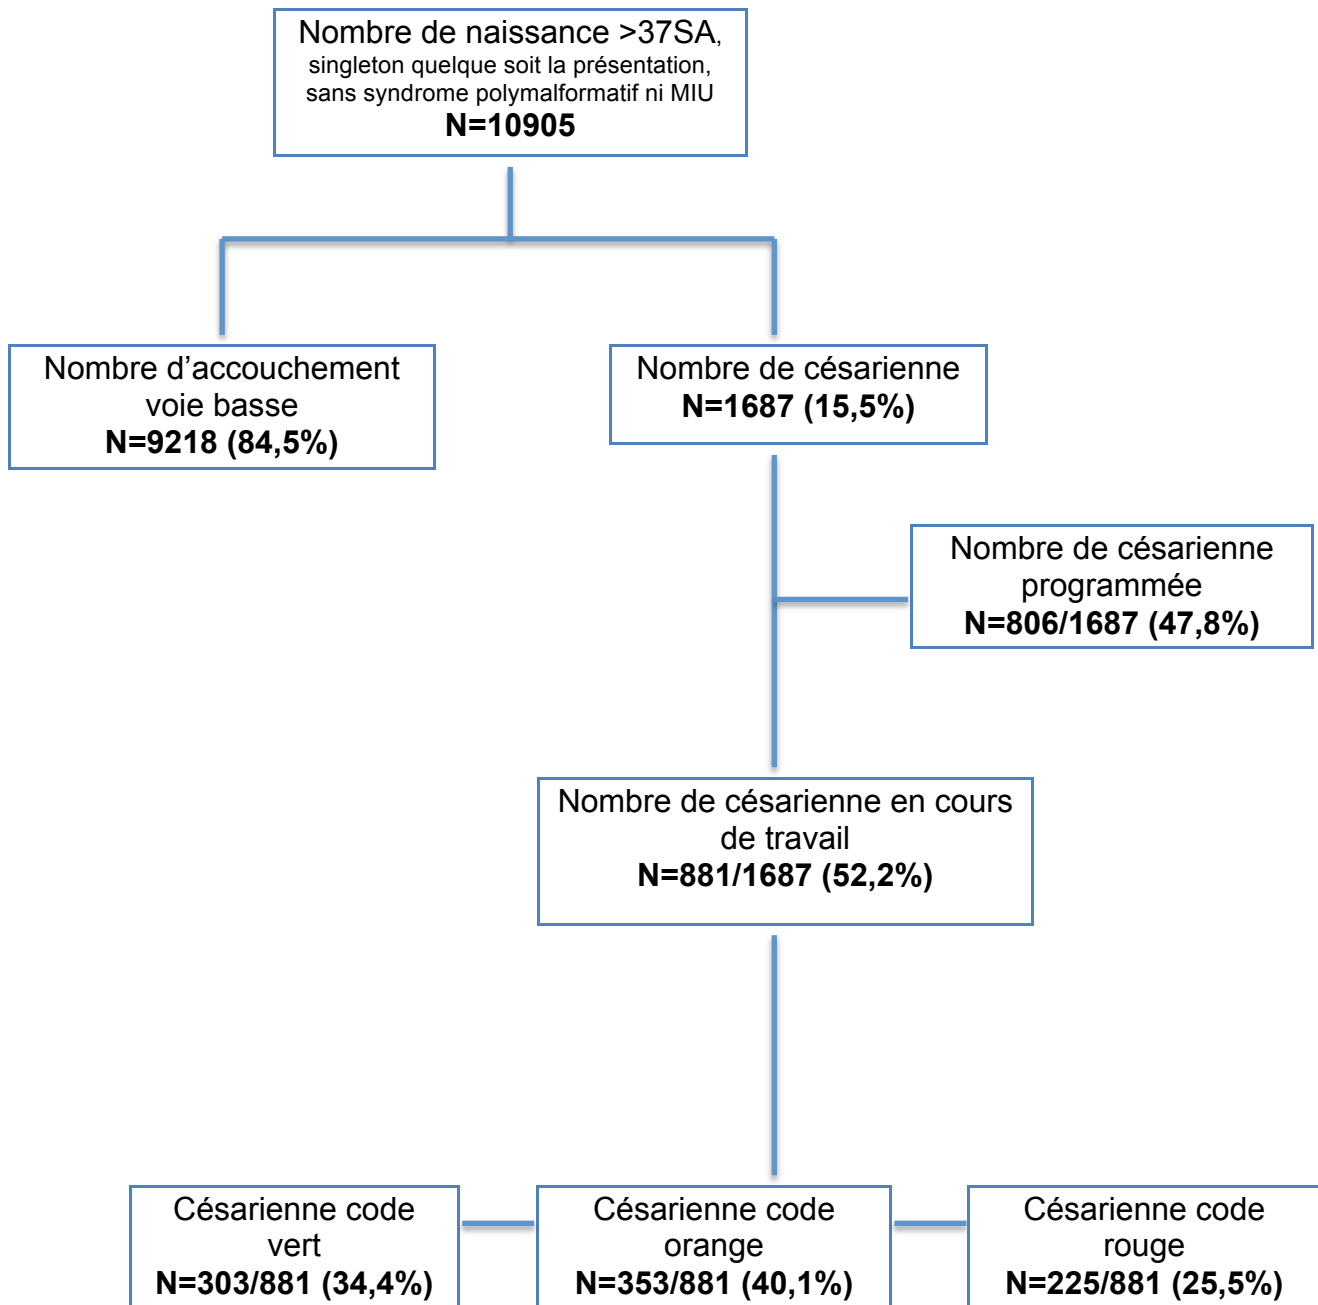 Nombre de naissance >37SA,
singleton quelque soit la présentation,
sans syndrome polymalformatif ni MIU
N=10905
Nombre d’accouchement
voie basse
N=9218 (84,5%)
Nombre de césarienne
N=1687 (15,5%)
Nombre de césarienne
programmée
N=806/1687 (47,8%)
Nombre de césarienne en cours
de travail
N=881/1687 (52,2%)
Césarienne code
vert
N=303/881 (34,4%)
Césarienne code
orange
N=353/881 (40,1%)
Césarienne code
rouge
N=225/881 (25,5%)